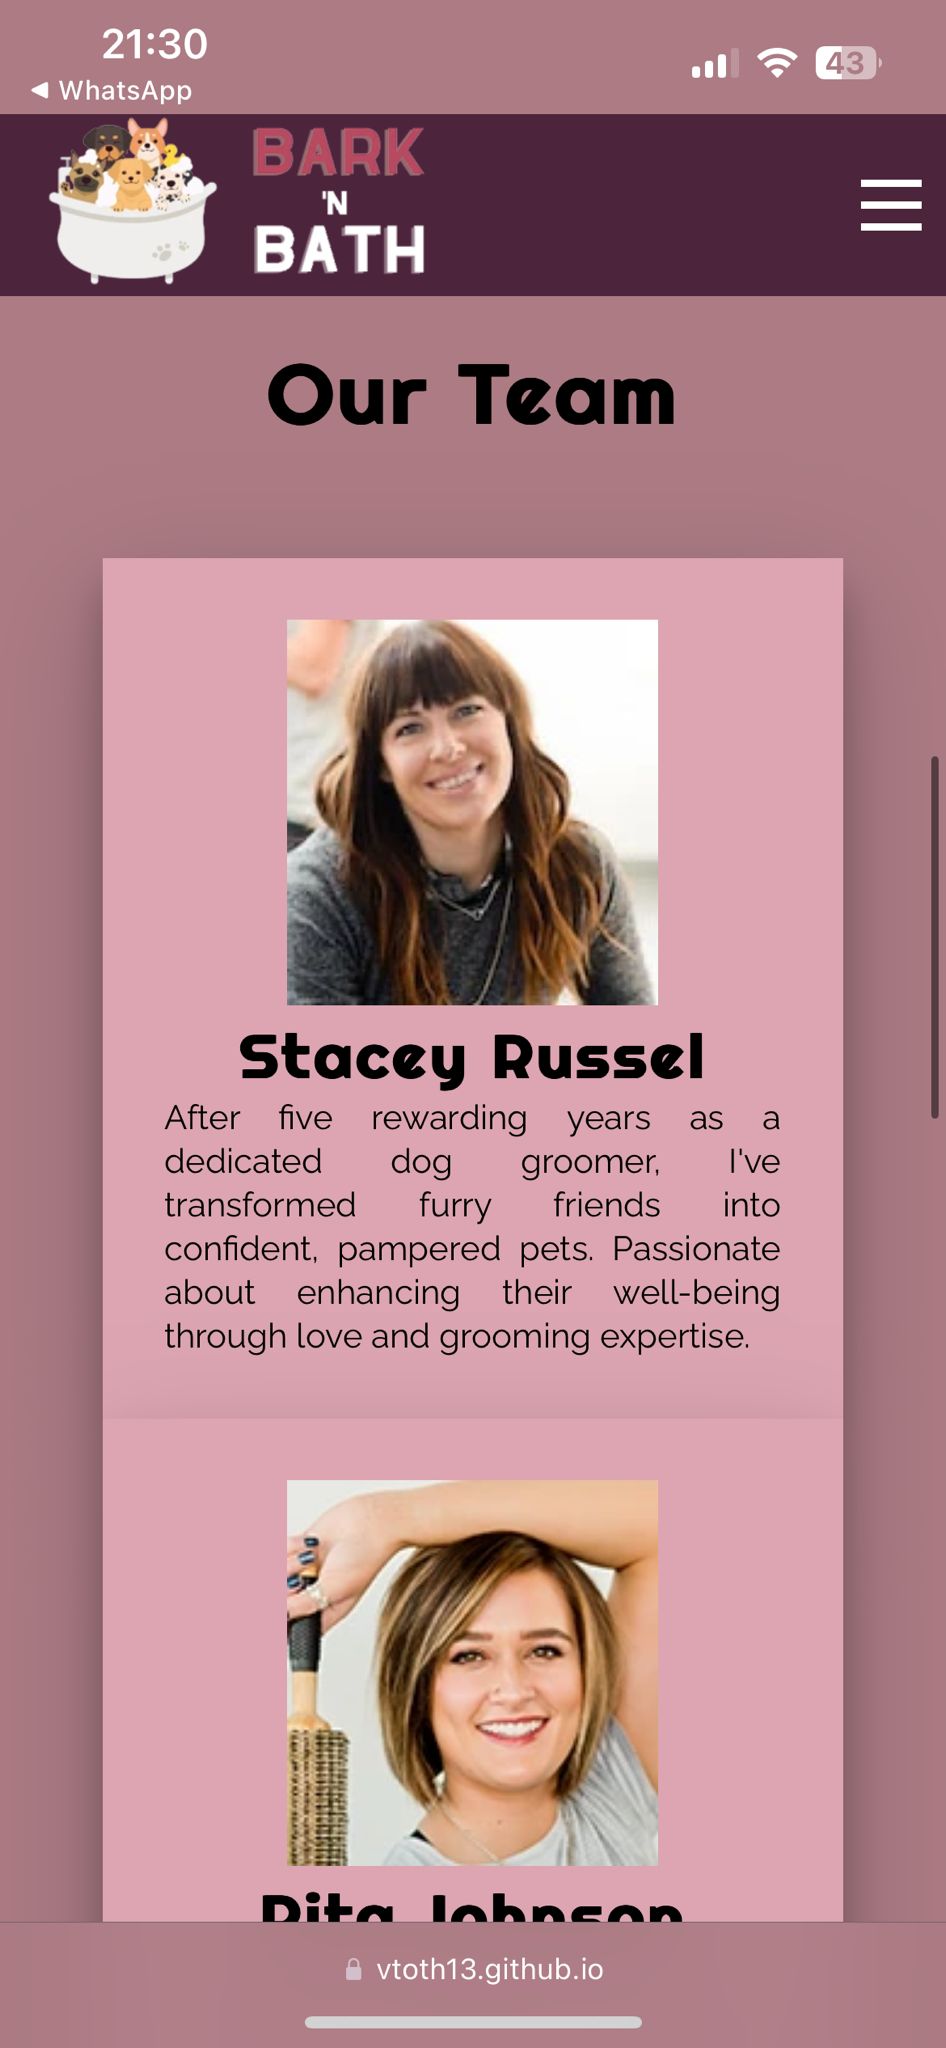 21:30
43
◀ WhatsApp
BARK
'N
BATH
Our Team
Stacey Russel
After five rewarding years as a
dedicated dog groomer, I've
transformed furry friends into
confident, pampered pets. Passionate
about enhancing their well-being
through love and grooming expertise.
Rita Johnson
vtoth13.github.io